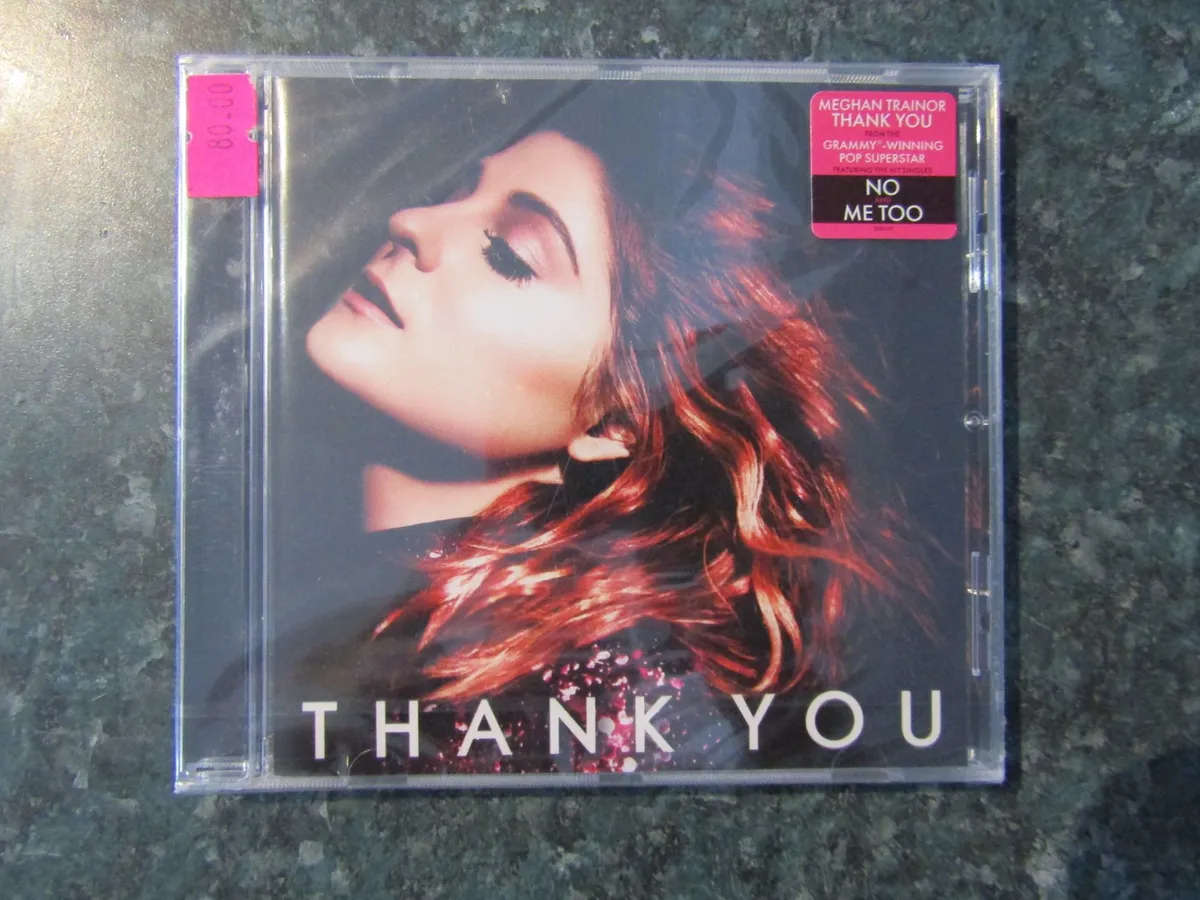 80.00
MEGHAN TRAINOR
THANK YOU
FROM THE
GRAMMY®-WINNING
POP SUPERSTAR
FEATURING THE HIT SINGLES
NO
AND
ME TOO
THANK YOU